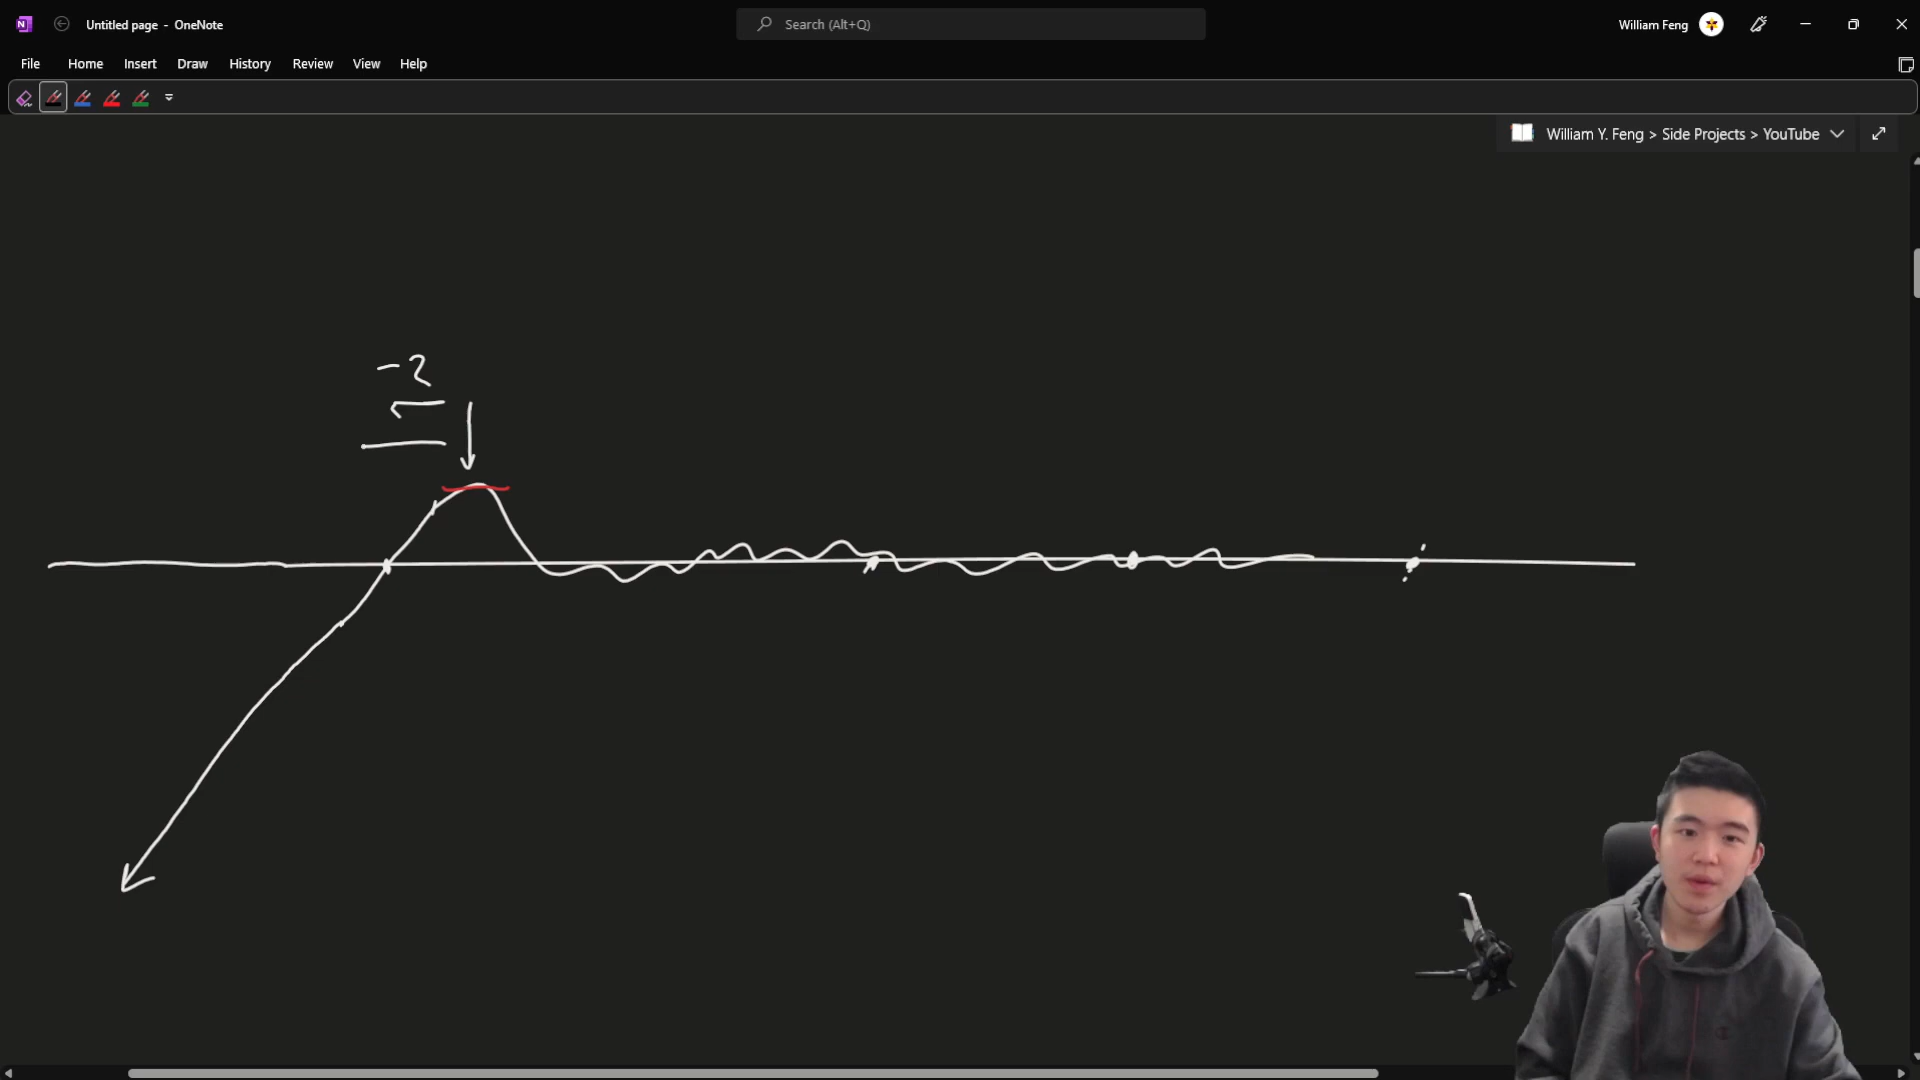 Untitled page - OneNote
Search (Alt+Q)
William Feng
File Home Insert Draw History Review View Help
William Y. Feng > Side Projects > YouTube
-2